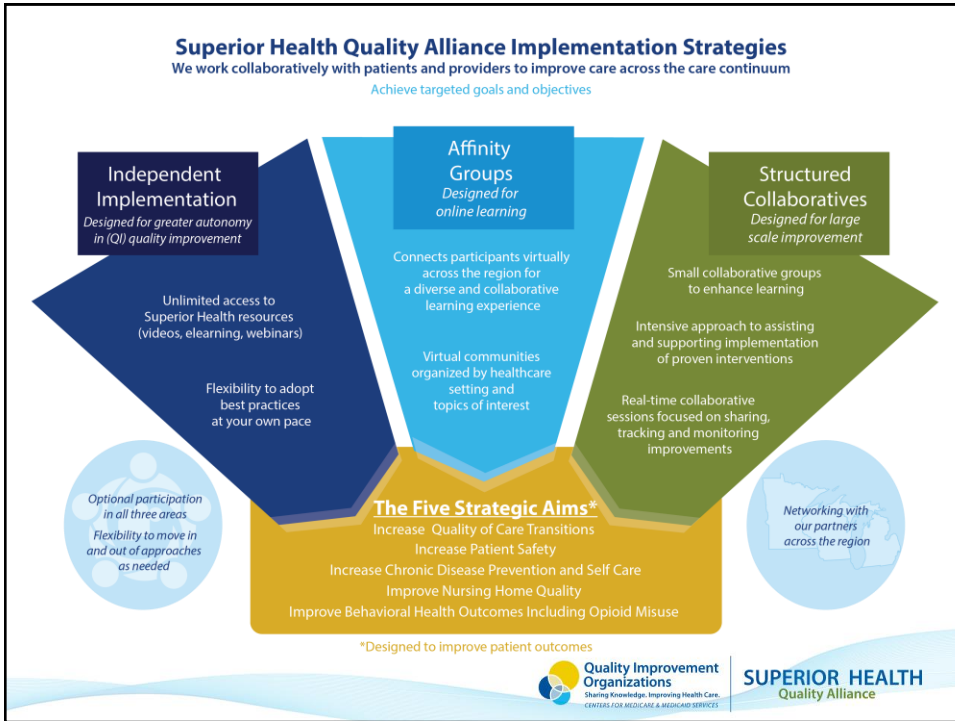 Superior Health Quality Alliance Implementation Strategies
We work collaboratively with patients and providers to improve care across the care continuum
Achieve targeted goals and objectives
Independent
Implementation
Designed for greater autonomy
in (QI) quality improvement
Unlimited access to
Superior Health resources
(videos, elearning, webinars)
Flexibility to adopt
best practices
at your own pace
Affinity
Groups
Designed for
online learning
Connects participants virtually
across the region for
a diverse and collaborative
learning experience
Virtual communities
organized by healthcare
setting and
topics of interest
Structured
Collaboratives
Designed for large
scale improvement
Small collaborative groups
to enhance learning
Intensive approach to assisting
and supporting implementation
of proven interventions
Real-time collaborative
sessions focused on sharing,
tracking and monitoring
improvements
Optional participation
in all three areas
Flexibility to move in
and out of approaches
as needed
The Five Strategic Aims*
Increase Quality of Care Transitions
Increase Patient Safety
Increase Chronic Disease Prevention and Self Care
Improve Nursing Home Quality
Improve Behavioral Health Outcomes Including Opioid Misuse
Networking with
our partners
across the region
*Designed to improve patient outcomes
Quality Improvement
Organizations
Sharing Knowledge. Improving Health Care.
CENTERS FOR MEDICARE & MEDICAID SERVICES
SUPERIOR HEALTH
Quality Alliance